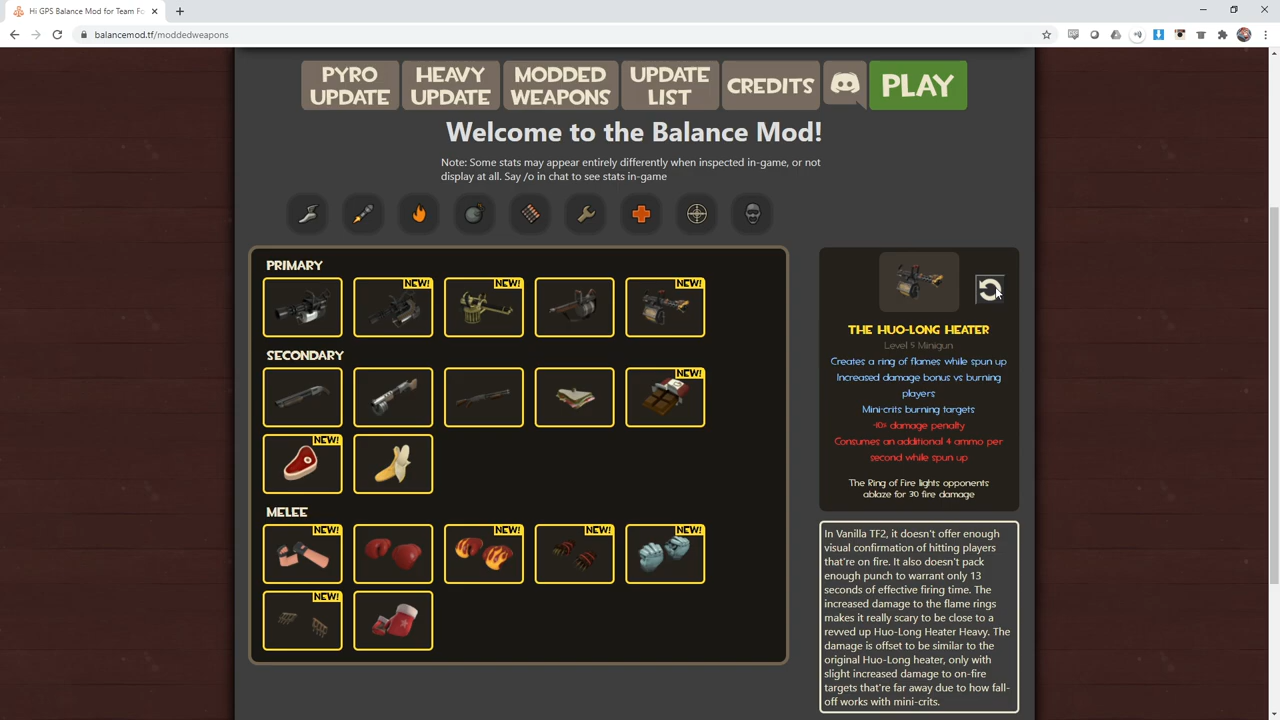 Hi GPS Balance Mod for Team Fo
balancemod.tf/moddedweapons
PYRO UPDATE
HEAVY UPDATE
MODDED WEAPONS
UPDATE LIST
CREDITS
PLAY
Welcome to the Balance Mod!
Note: Some stats may appear entirely differently when inspected in-game, or not
display at all. Say /o in chat to see stats in-game
PRIMARY
NEW!
NEW!
NEW!
SECONDARY
NEW!
NEW!
MELEE
NEW!
NEW!
NEW!
NEW!
NEW!
THE HUO-LONG HEATER
Level 5 Minigun
Creates a ring of flames while spun up
Increased damage bonus vs burning
players
Mini-crits burning targets
-10% damage penalty
Consumes an additional 4 ammo per
second while spun up
The Ring of Fire lights opponents
ablaze for 30 fire damage
In Vanilla TF2, it doesn't offer enough
visual confirmation of hitting players
that're on fire. It also doesn't pack
enough punch to warrant only 13
seconds of effective firing time. The
increased damage to the flame rings
makes it really scary to be close to a
revved up Huo-Long Heater Heavy. The
damage is offset to be similar to the
original Huo-Long heater, only with
slight increased damage to on-fire
targets that're far away due to how fall-
off works with mini-crits.